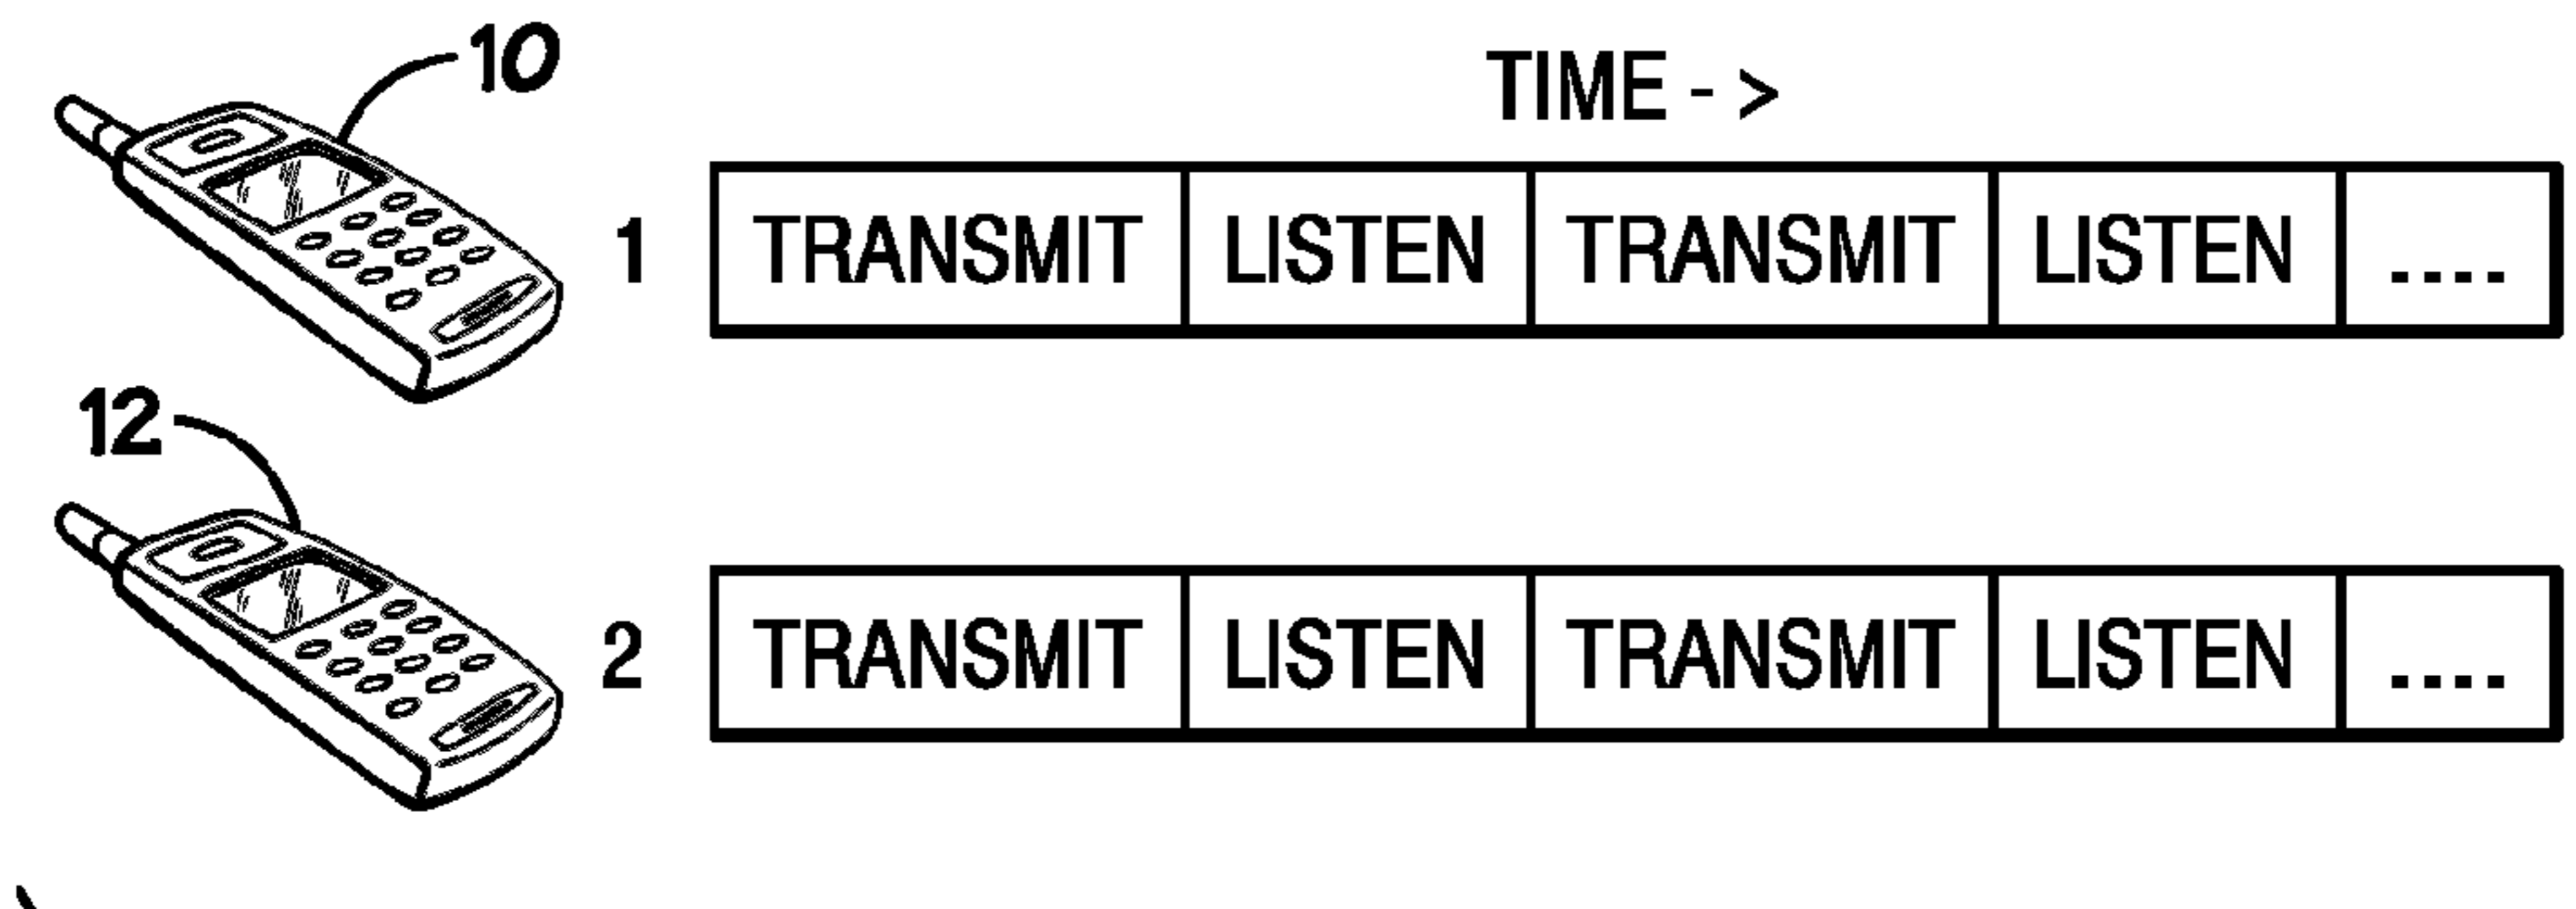 10
TIME - >
1 TRANSMIT LISTEN TRANSMIT LISTEN ....
12
2 TRANSMIT LISTEN TRANSMIT LISTEN ....